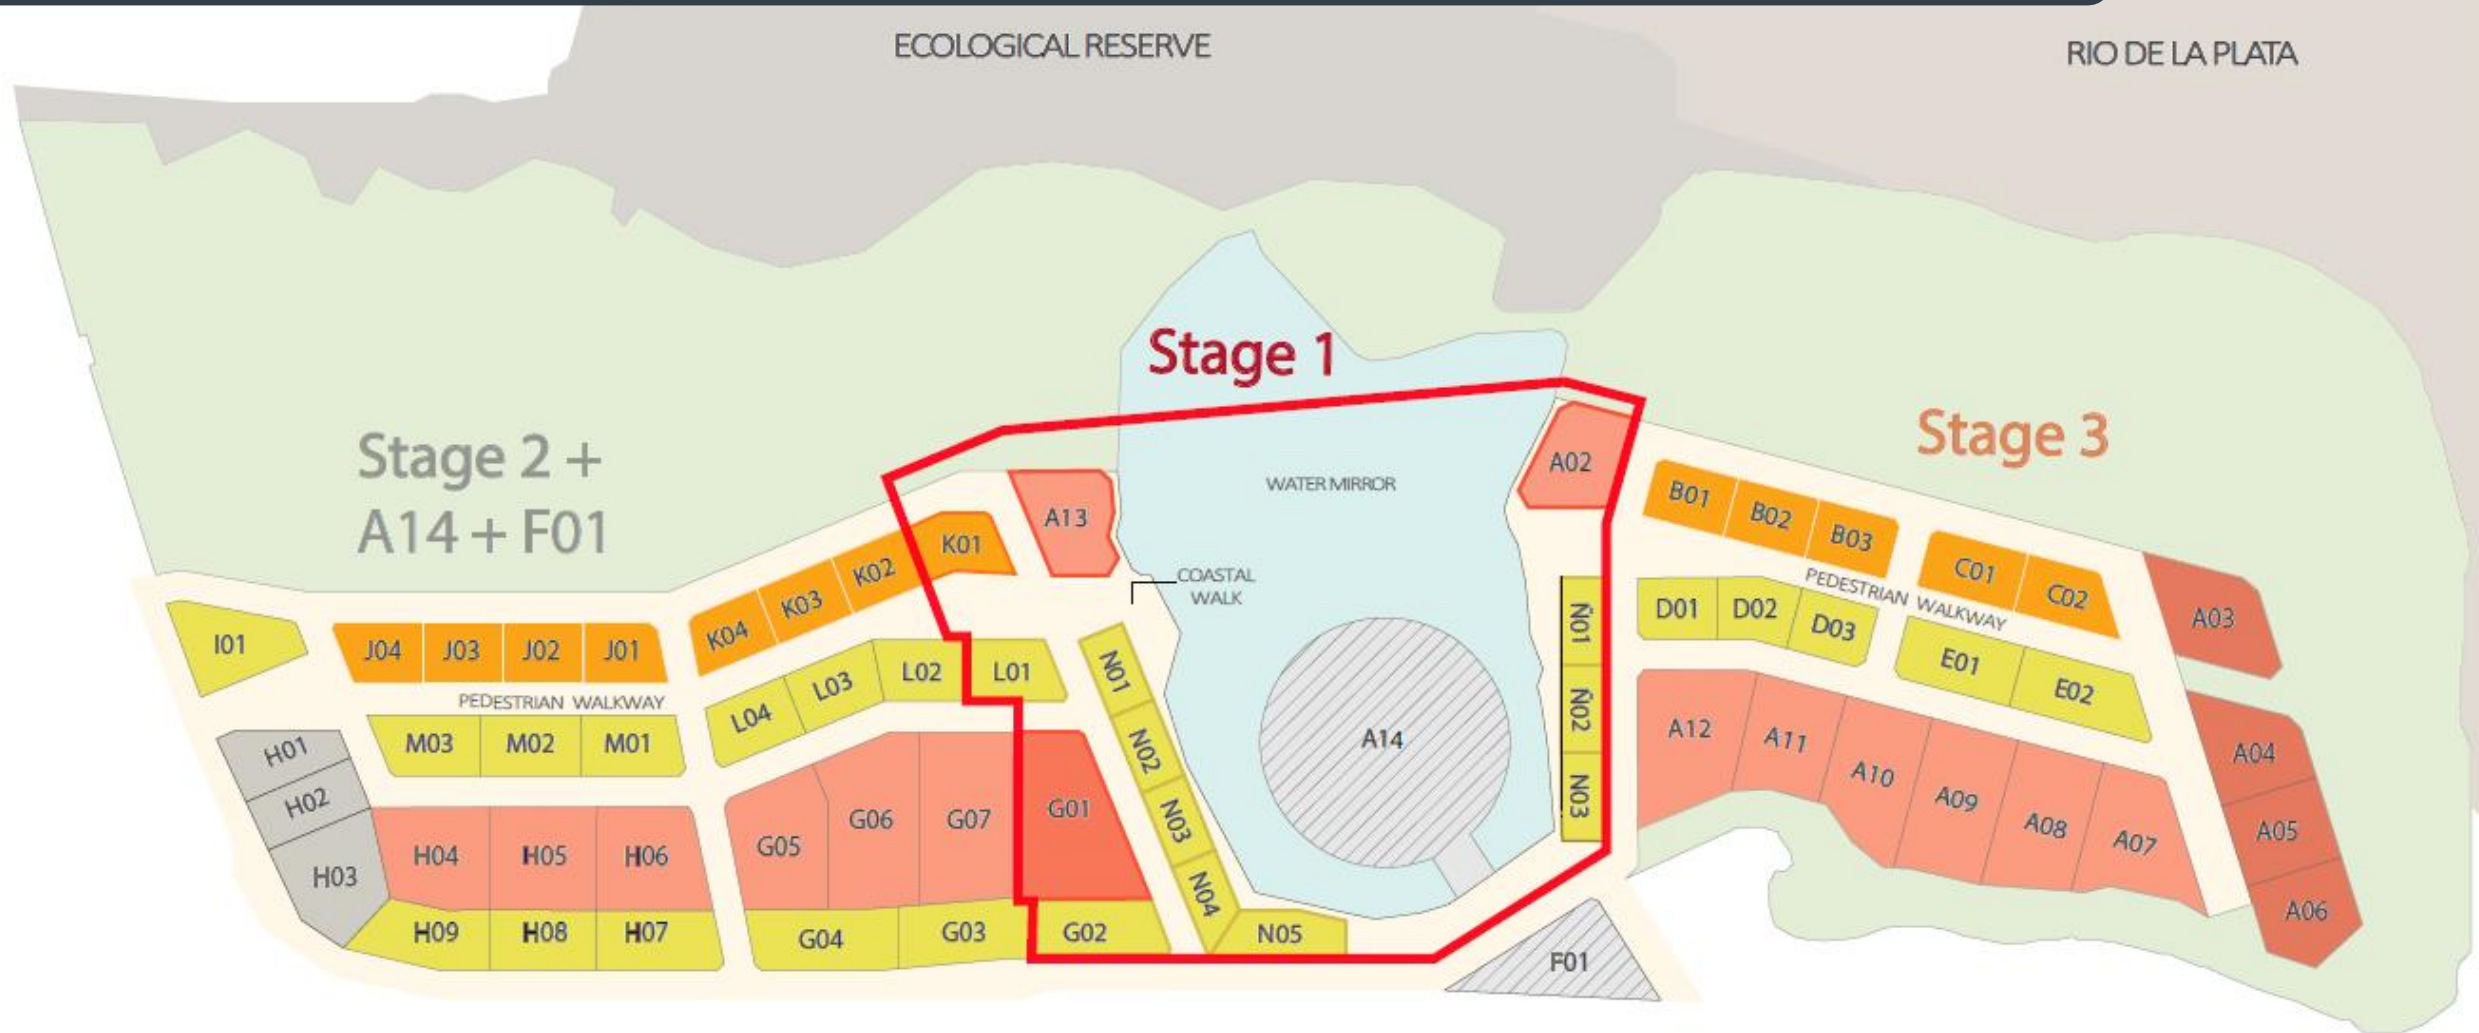 ECOLOGICAL RESERVE
RIO DE LA PLATA
Stage 1
Stage 2 +
A14 + F01
Stage 3
WATER MIRROR
COASTAL
WALK
A02
A13
K01
K02
K03
K04
J04
J03
J02
J01
I01
PEDESTRIAN WALKWAY
M03
M02
M01
L04
L03
L02
L01
H01
H02
H03
H04
H05
H06
H09
H08
H07
G05
G06
G07
G01
G04
G03
G02
N01
N02
N03
N04
N05
A14
F01
Ñ01
Ñ02
Ñ03
B01
B02
B03
C01
C02
PEDESTRIAN WALKWAY
D01
D02
D03
E01
E02
A03
A04
A05
A06
A12
A11
A10
A09
A08
A07